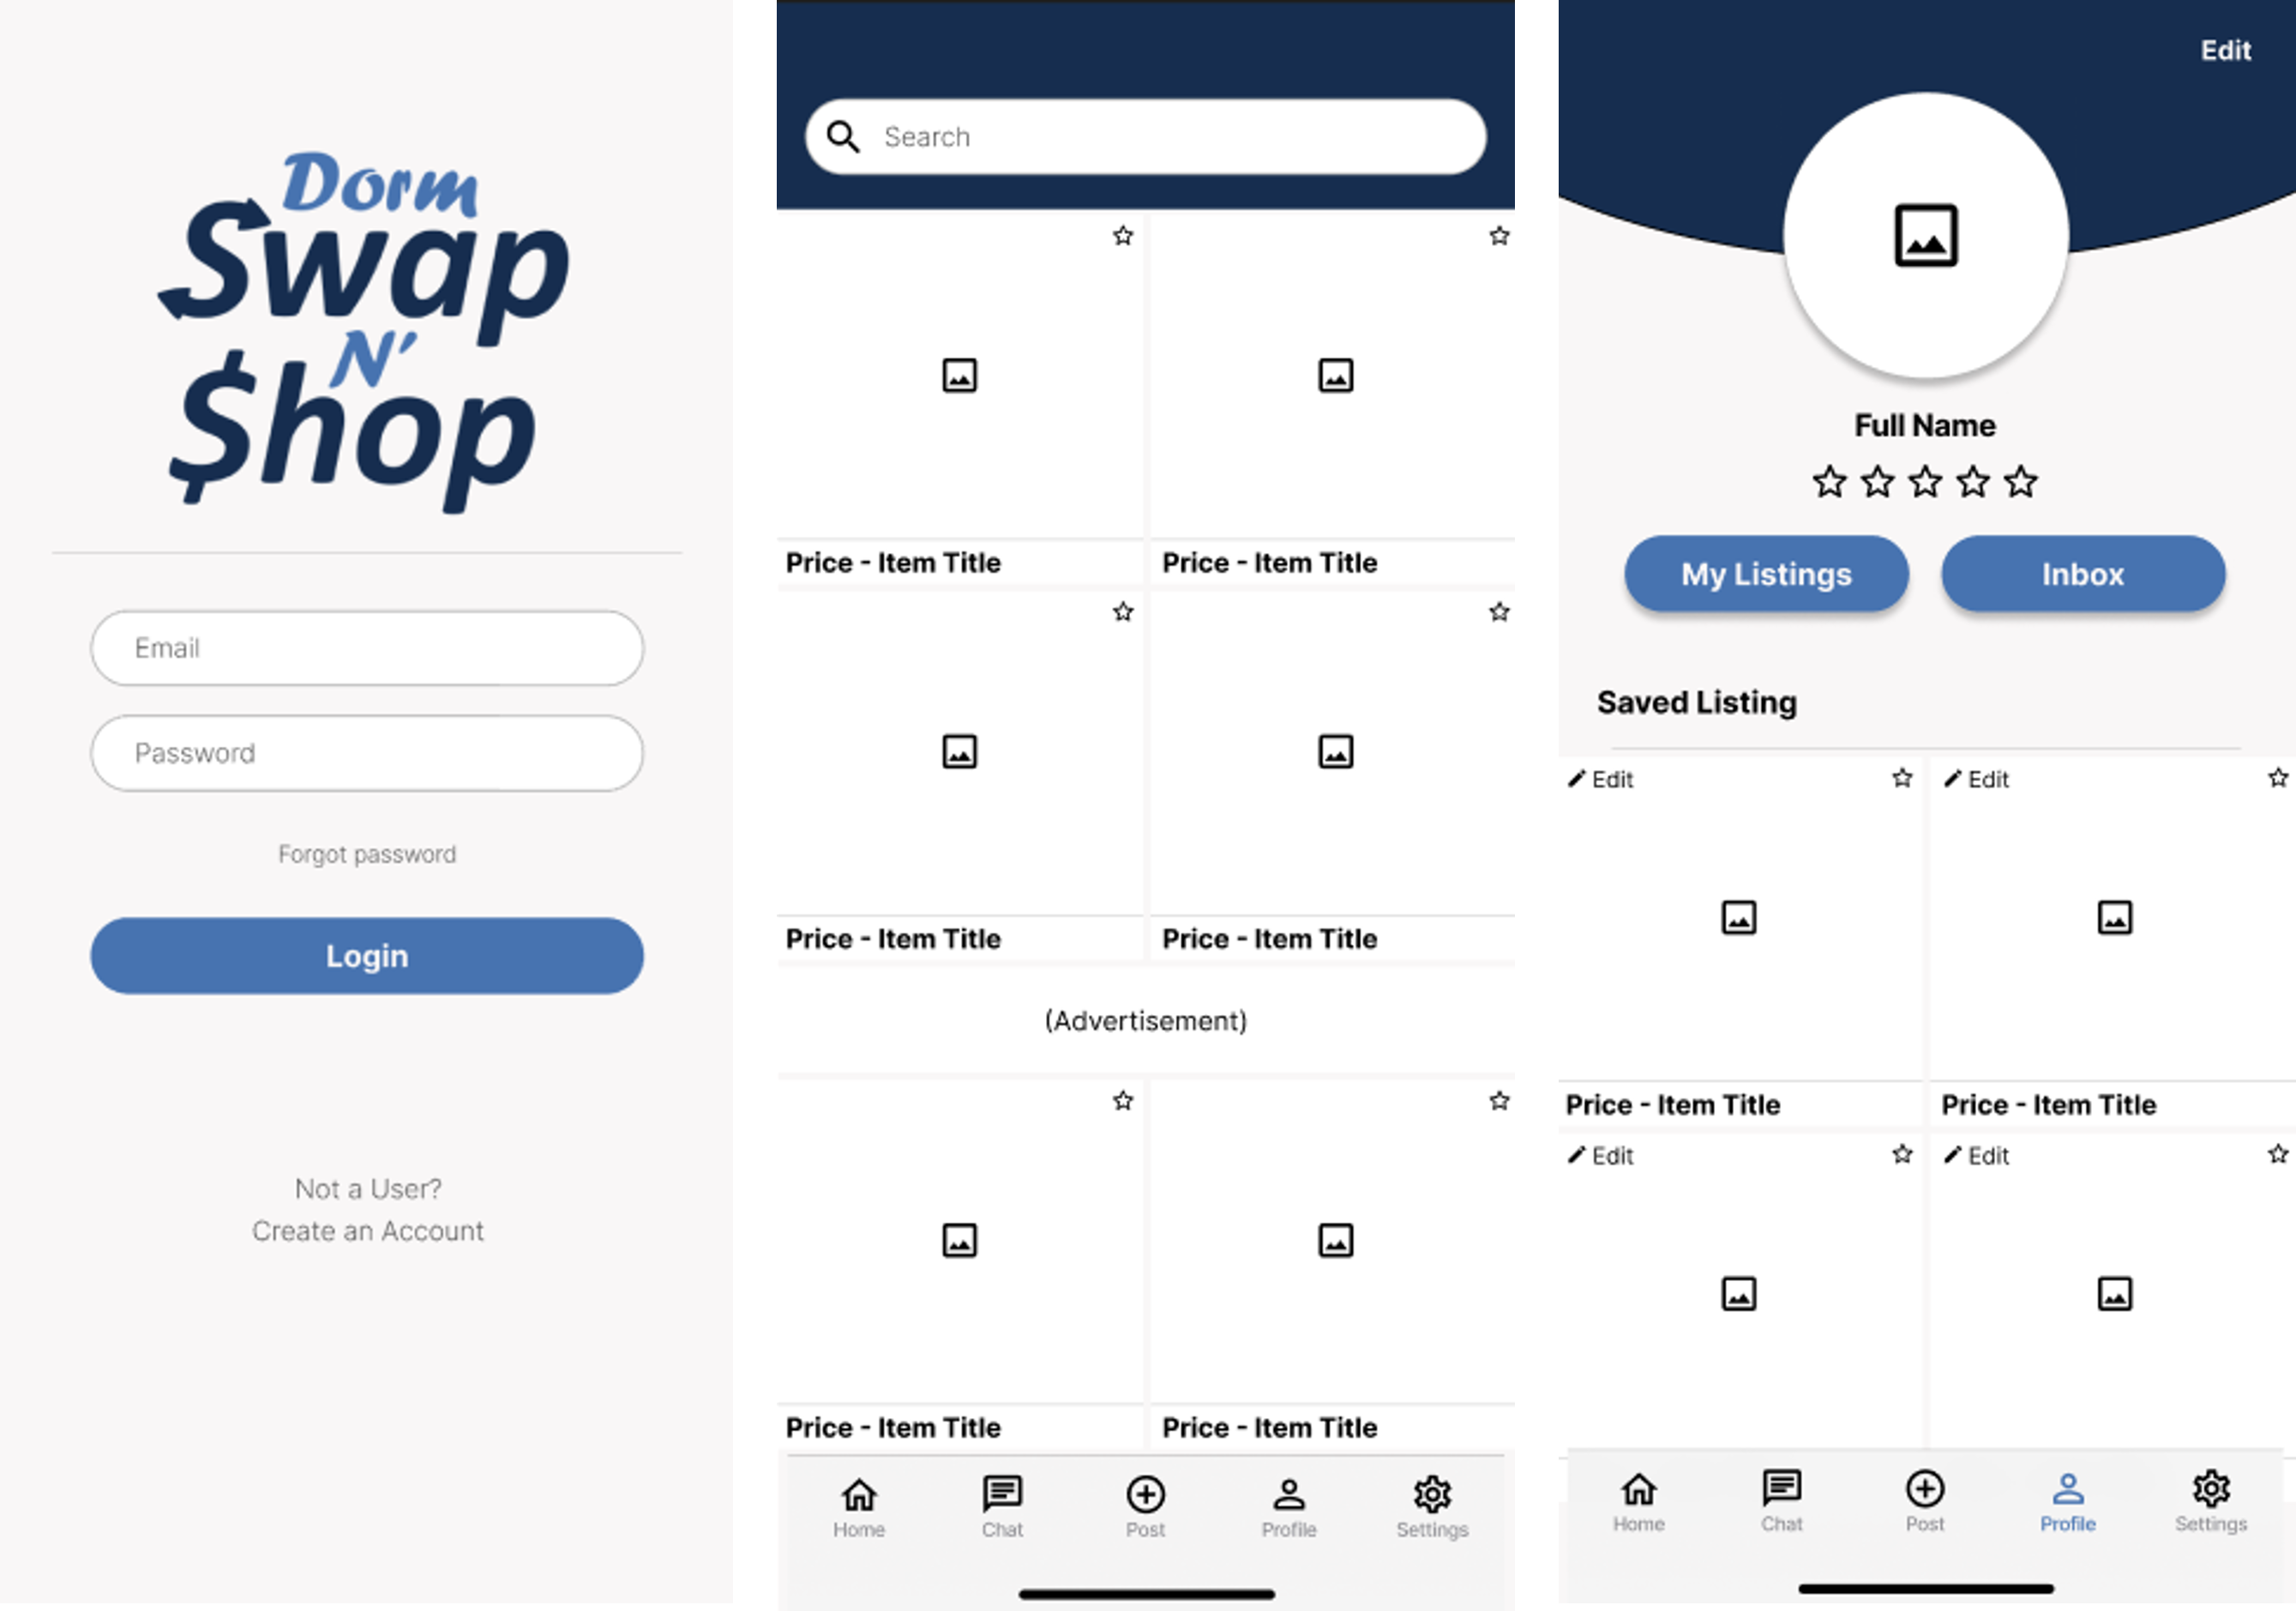 Dorm
Swap
N'
$hop
Email
Password
Forgot password
Login
Not a User?
Create an Account
Search
Price - Item Title
Price - Item Title
Price - Item Title
Price - Item Title
(Advertisement)
Price - Item Title
Price - Item Title
Home
Chat
Post
Profile
Settings
Edit
Full Name
My Listings
Inbox
Saved Listing
Edit
Edit
Price - Item Title
Price - Item Title
Edit
Edit
Home
Chat
Post
Profile
Settings